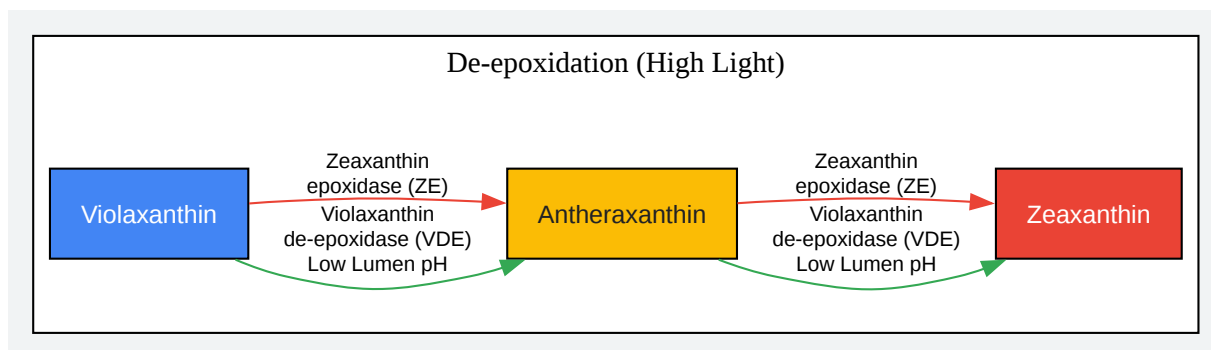 De-epoxidation (High Light)
Violaxanthin
Zeaxanthin
epoxidase (ZE)
Violaxanthin
de-epoxidase (VDE)
Low Lumen pH
Antheraxanthin
Zeaxanthin
epoxidase (ZE)
Violaxanthin
de-epoxidase (VDE)
Low Lumen pH
Zeaxanthin